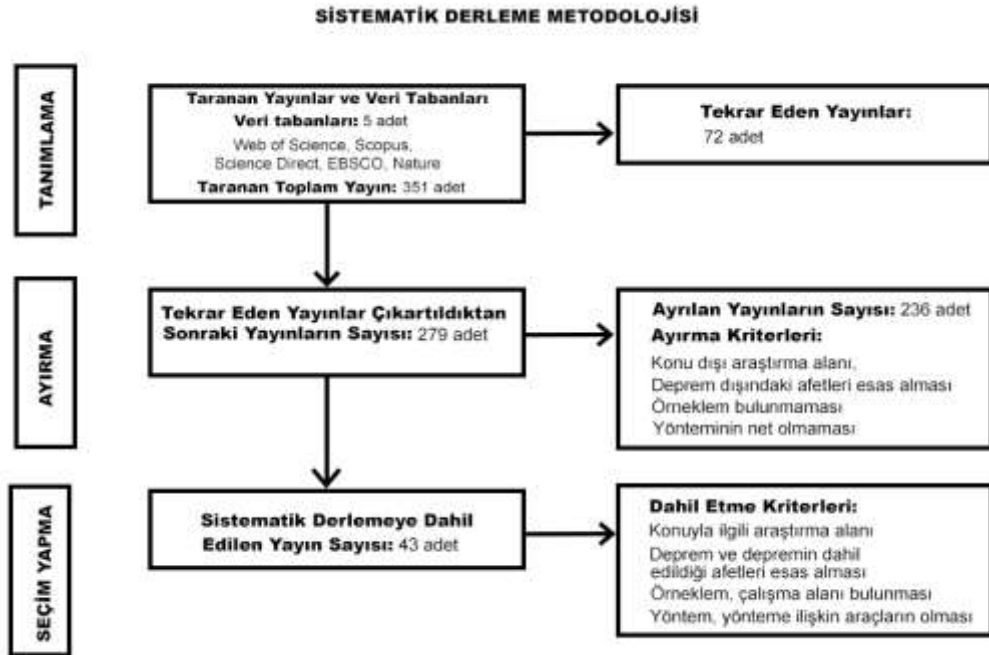 SİSTEMATİK DERLEME METODOLOJİSİ
TANIMLAMA
Taranan Yayınlar ve Veri Tabanları
Veri tabanları: 5 adet
Web of Science, Scopus,
Science Direct, EBSCO, Nature
Taranan Toplam Yayın: 351 adet
Tekrar Eden Yayınlar:
72 adet
AYIRMA
Tekrar Eden Yayınlar Çıkartıldıktan
Sonraki Yayınların Sayısı: 279 adet
Ayrılan Yayınların Sayısı: 236 adet
Ayırma Kriterleri:
Konu dışı araştırma alanı,
Deprem dışındaki afetleri esas alması
Örneklem bulunmaması
Yönteminin net olmaması
SEÇİM YAPMA
Sistematik Derlemeye Dahil
Edilen Yayın Sayısı: 43 adet
Dahil Etme Kriterleri:
Konuyla ilgili araştırma alanı
Deprem ve depremin dahil
edildiği afetleri esas alması
Örneklem, çalışma alanı bulunması
Yöntem, yönteme ilişkin araçların olması